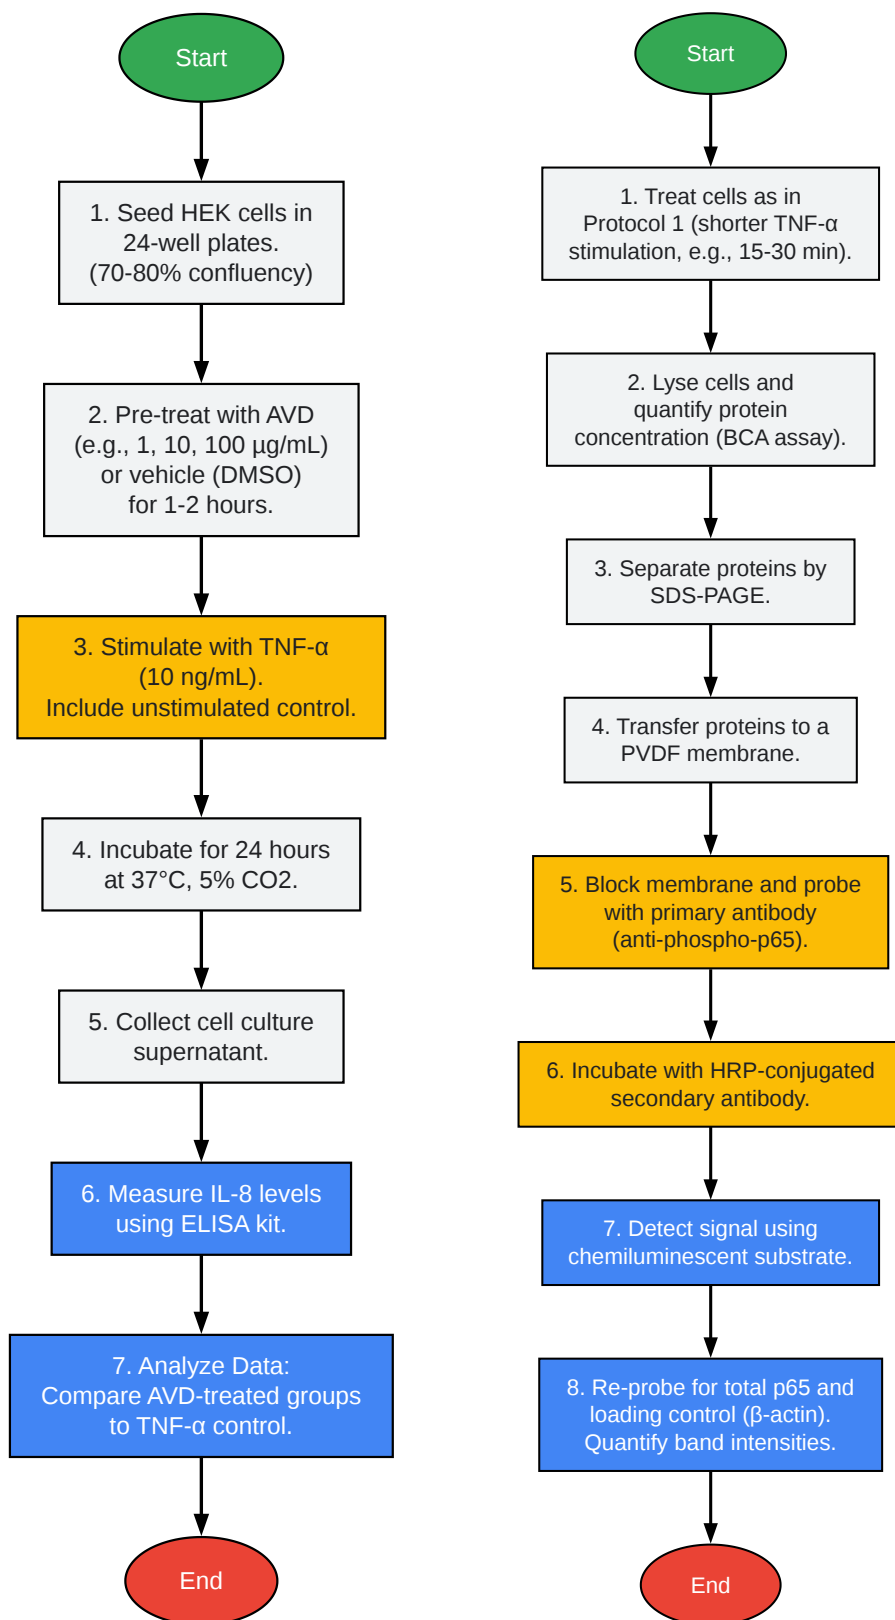 Start
1. Seed HEK cells in
24-well plates.
(70-80% confluency)
2. Pre-treat with AVD
(e.g., 1, 10, 100 µg/mL)
or vehicle (DMSO)
for 1-2 hours.
3. Stimulate with TNF-α
(10 ng/mL).
Include unstimulated control.
4. Incubate for 24 hours
at 37°C, 5% CO2.
5. Collect cell culture
supernatant.
6. Measure IL-8 levels
using ELISA kit.
7. Analyze Data:
Compare AVD-treated groups
to TNF-α control.
End
Start
1. Treat cells as in
Protocol 1 (shorter TNF-α
stimulation, e.g., 15-30 min).
2. Lyse cells and
quantify protein
concentration (BCA assay).
3. Separate proteins by
SDS-PAGE.
4. Transfer proteins to a
PVDF membrane.
5. Block membrane and probe
with primary antibody
(anti-phospho-p65).
6. Incubate with HRP-conjugated
secondary antibody.
7. Detect signal using
chemiluminescent substrate.
8. Re-probe for total p65 and
loading control (β-actin).
Quantify band intensities.
End